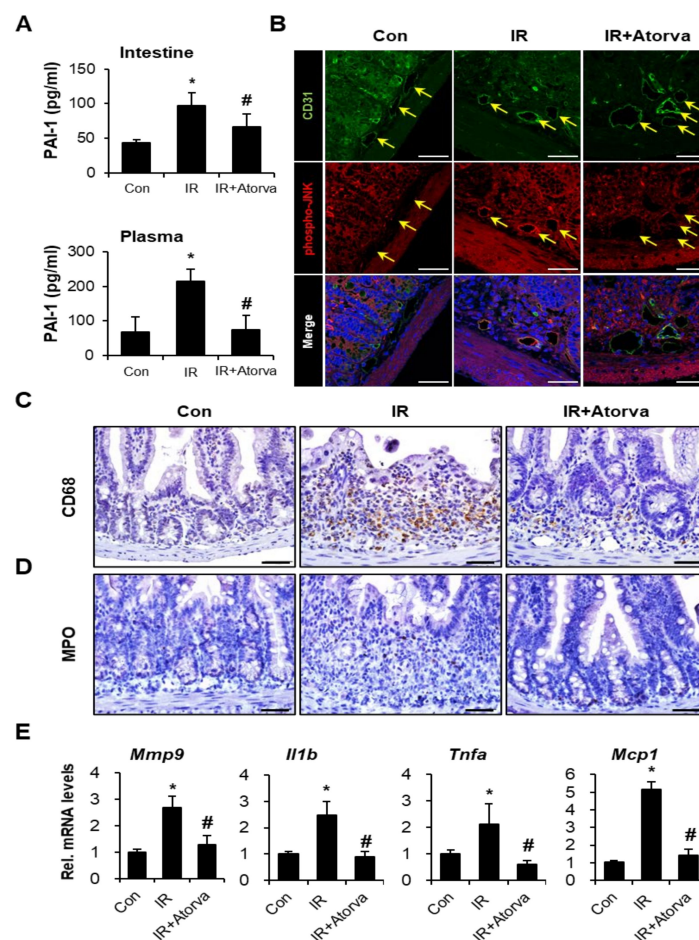 A
Intestine
PAI-1 (pg/ml)
150
100
50
0
*
#
Con IR IR+Atorva
Plasma
PAI-1 (pg/ml)
300
200
100
0
*
#
Con IR IR+Atorva
B
Con IR IR+Atorva
CD31
phospho-JNK
Merge
C
Con IR IR+Atorva
CD68
D
MPO
E
Rel. mRNA levels
Mmp9
4
3
2
1
0
*
#
Con IR IR+Atorva
Il1b
4
3
2
1
0
*
#
Con IR IR+Atorva
Tnfa
4
3
2
1
0
*
#
Con IR IR+Atorva
Mcp1
6
5
4
3
2
1
0
*
#
Con IR IR+Atorva